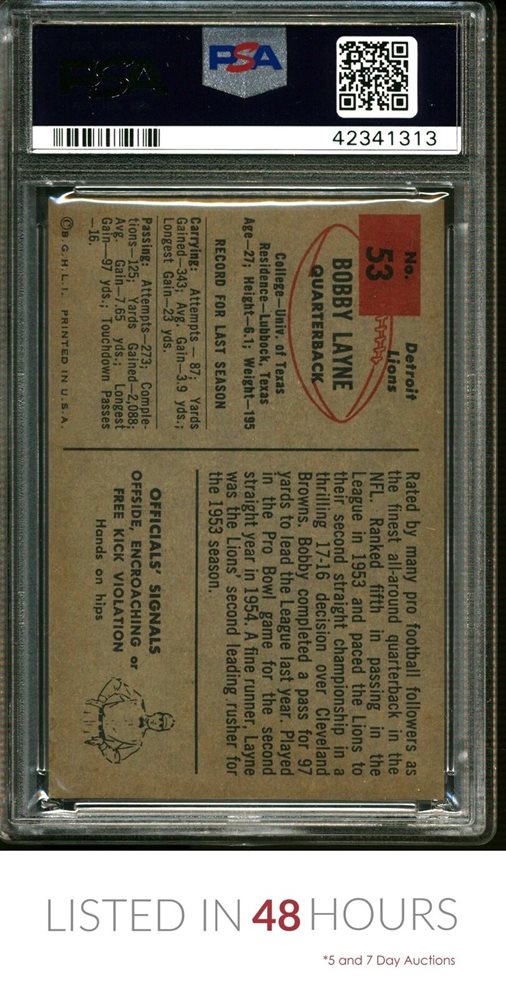 PSA
PSA
42341313
No.
53
Detroit
Lions
BOBBY LAYNE
QUARTERBACK
College—Univ. of Texas
Residence—Lubbock, Texas
Age—27; Height—6.1; Weight—195
RECORD FOR LAST SEASON
Carrying: Attempts — 87; Yards
Gained—343; Avg. Gain—3.9 yds.;
Longest Gain—23 yds.
Passing: Attempts—273; Comple-
tions—125; Yards Gained—2,088;
Avg. Gain—7.65 yds.; Longest
Gain—97 yds.; Touchdown Passes
—16.
©B.G.H.L.I. PRINTED IN U.S.A.
Rated by many pro football followers as
the finest all-around quarterback in the
NFL. Ranked fifth in passing in the
League in 1953 and paced the Lions to
their second straight championship in a
thrilling 17-16 decision over Cleveland
Browns. Bobby completed a pass for 97
yards to lead the League last year. Played
in the Pro Bowl game for the second
straight year in 1954. A fine runner, Layne
was the Lions' second leading rusher for
the 1953 season.
OFFICIALS' SIGNALS
OFFSIDE, ENCROACHING or
FREE KICK VIOLATION
Hands on hips
LISTED IN 48 HOURS
*5 and 7 Day Auctions